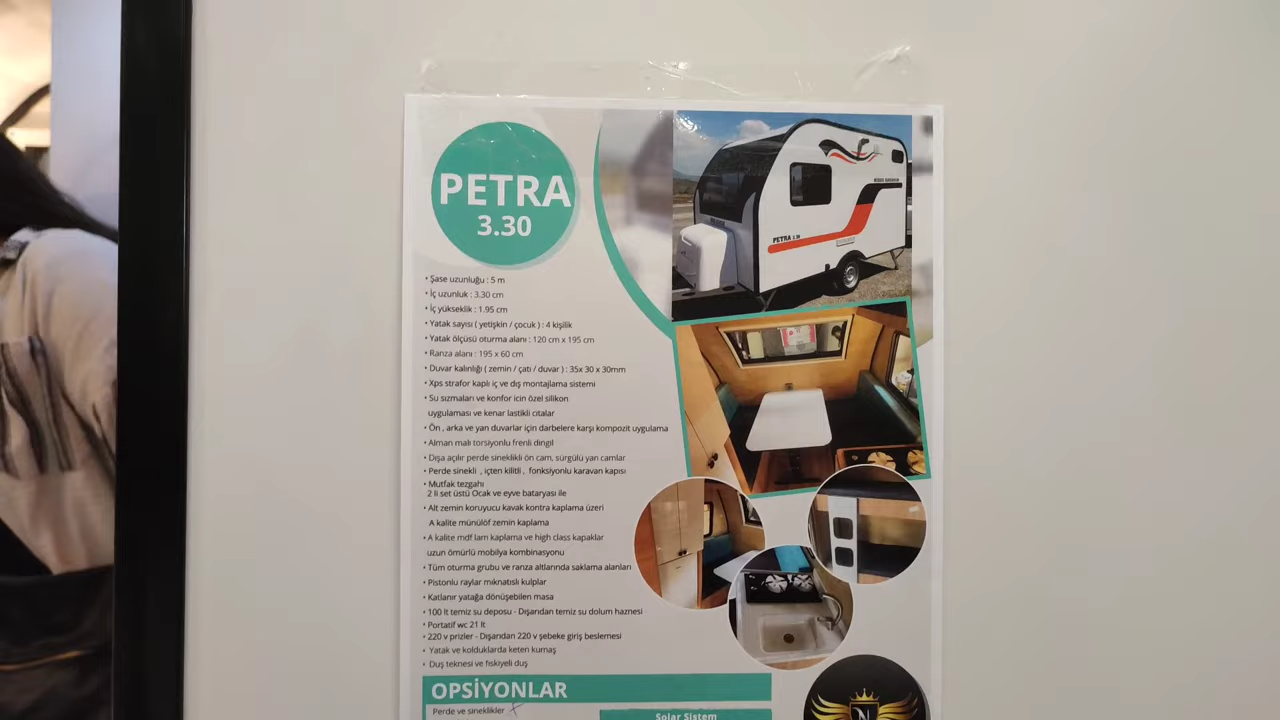 PETRA
3.30
PETRA 3.30
• Şase uzunluğu : 5 m
• İç uzunluk : 3.30 cm
• İç yükseklik : 1.95 cm
• Yatak sayısı ( yetişkin / çocuk ) : 4 kişilik
• Yatak ölçüsü oturma alanı : 120 cm x 195 cm
• Ranza alanı : 195 x 60 cm
• Duvar kalınlığı ( zemin / çatı / duvar ) : 35x 30 x 30mm
• Xps strafor kaplı iç ve dış montajlama sistemi
• Su sızmaları ve konfor icin özel silikon
uygulaması ve kenar lastikli cıtalar
• Ön , arka ve yan duvarlar için darbelere karşı kompozit uygulama
• Alman malı torsiyonlu frenli dingil
• Dışa açılır perde sineklikli ön cam, sürgülü yan camlar
• Perde sinekli , içten kilitli , fonksiyonlu karavan kapısı
• Mutfak tezgahı
2 li set üstü Ocak ve eyve bataryası ile
• Alt zemin koruyucu kavak kontra kaplama üzeri
A kalite münülöf zemin kaplama
• A kalite mdf lam kaplama ve high class kapaklar
uzun ömürlü mobilya kombinasyonu
• Tüm oturma grubu ve ranza altlarında saklama alanları
• Pistonlu raylar mıknatıslı kulplar
• Katlanır yatağa dönüşebilen masa
• 100 lt temiz su deposu - Dışarıdan temiz su dolum haznesi
• Portatif wc 21 lt
• 220 v prizler - Dışarıdan 220 v şebeke giriş beslemesi
• Yatak ve kolduklarda keten kumaş
• Duş teknesi ve fıskiyeli duş
OPSİYONLAR
Perde ve sineklikler
Solar Sistem
N